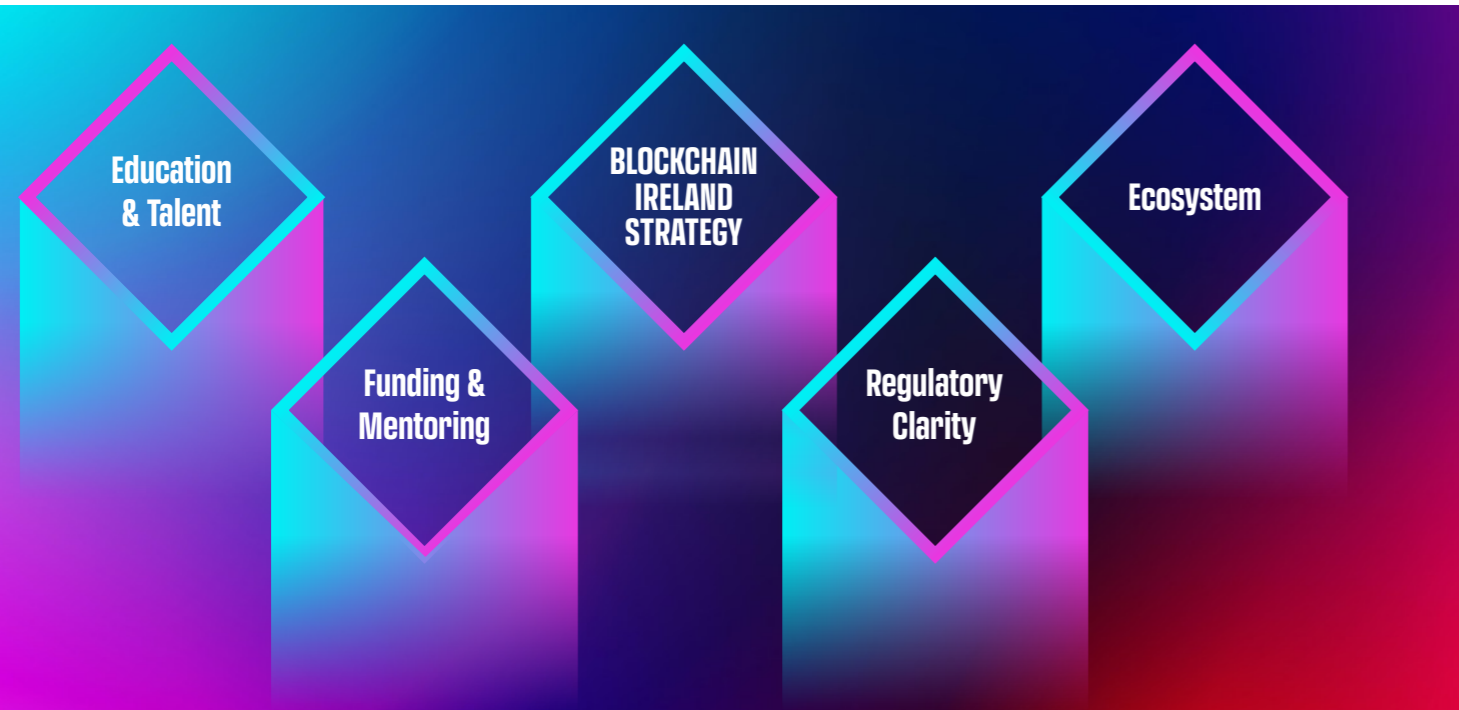 Education
& Talent
Funding &
Mentoring
BLOCKCHAIN
IRELAND
STRATEGY
Regulatory
Clarity
Ecosystem